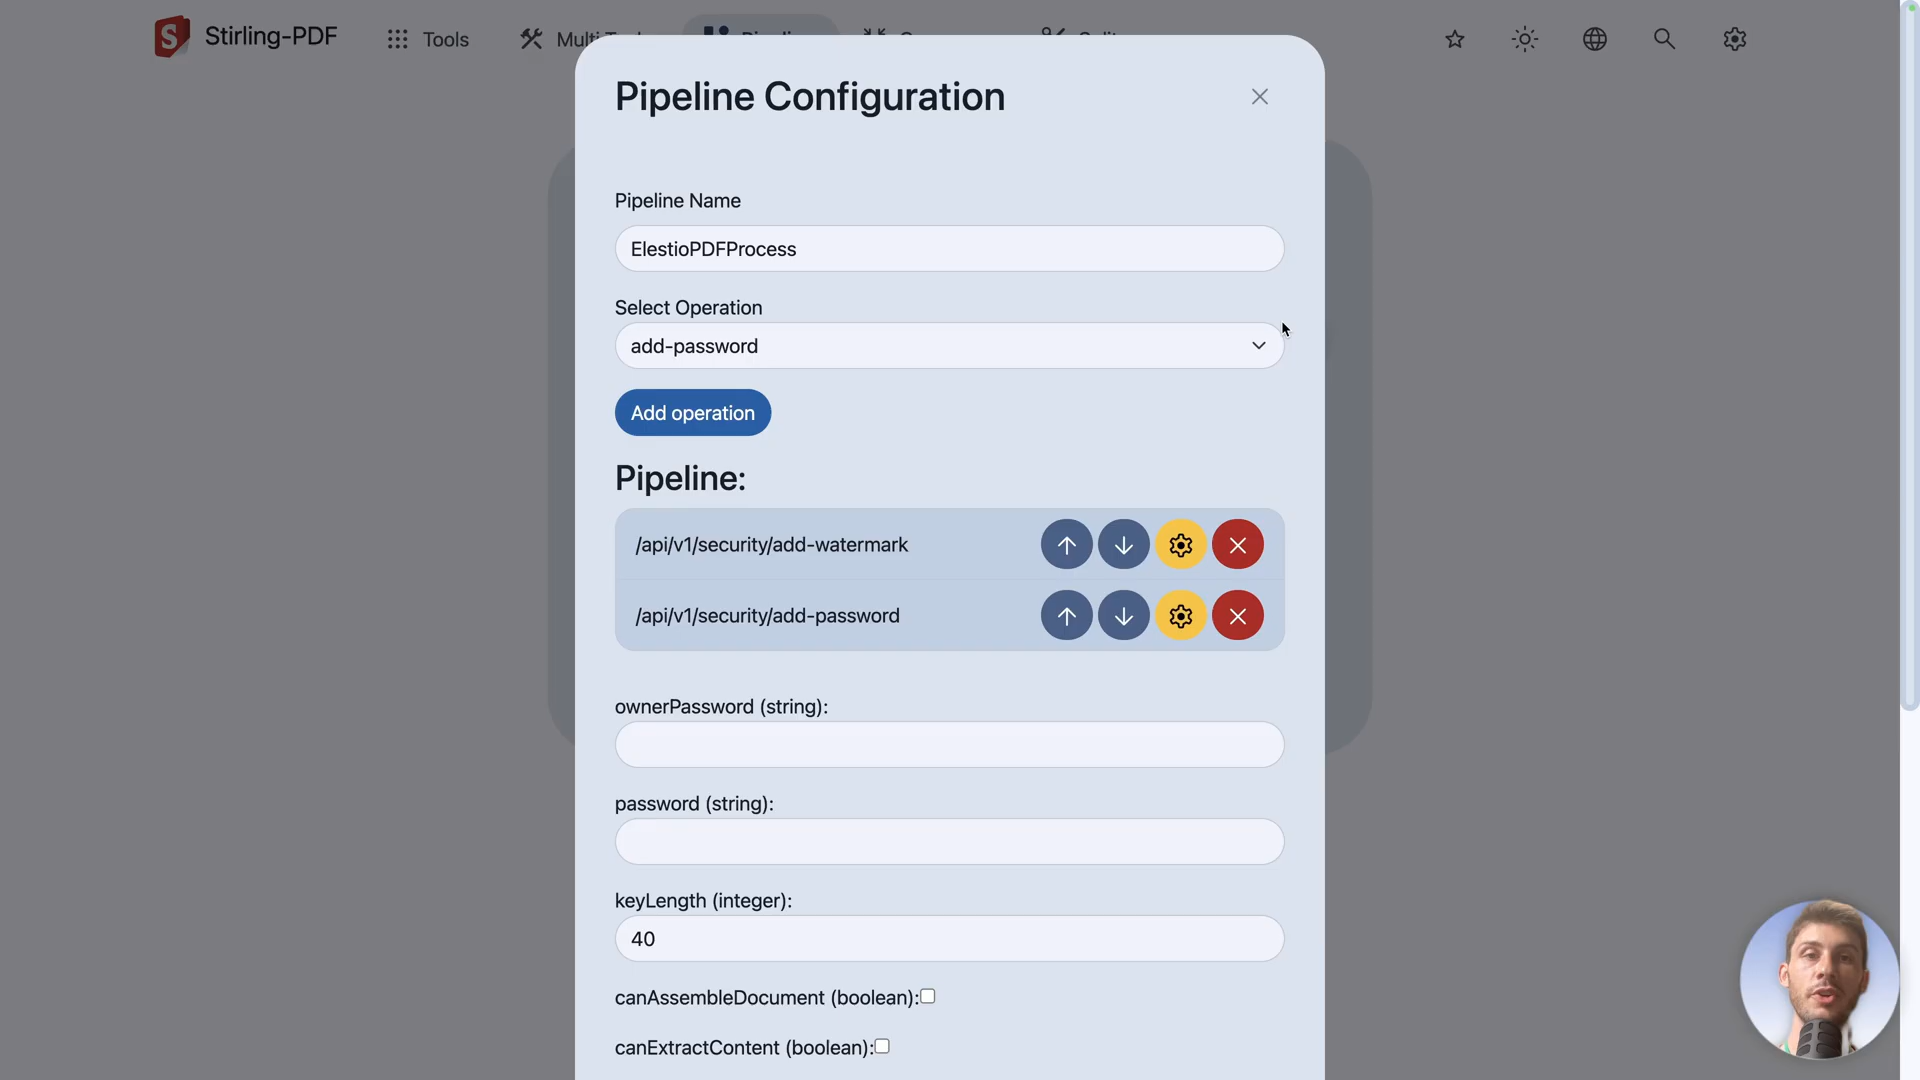 Stirling-PDF
Tools
Pipeline Configuration
Pipeline Name
ElestioPDFProcess
Select Operation
add-password
Add operation
Pipeline:
/api/v1/security/add-watermark
/api/v1/security/add-password
ownerPassword (string):
password (string):
keyLength (integer):
40
canAssembleDocument (boolean):
canExtractContent (boolean):